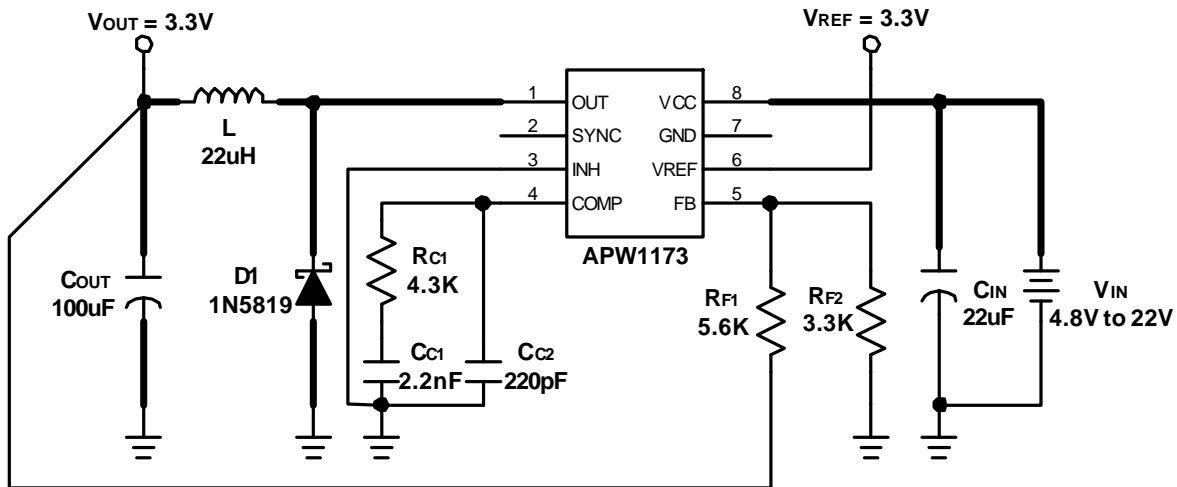 VOUT = 3.3V
VREF = 3.3V
1 OUT VCC 8
2 SYNC GND 7
3 INH VREF 6
4 COMP FB 5
APW1173
L
22uH
COUT
100uF
D1
1N5819
RC1
4.3K
CC1
2.2nF
CC2
220pF
RF1
5.6K
RF2
3.3K
CIN
22uF
VIN
4.8V to 22V